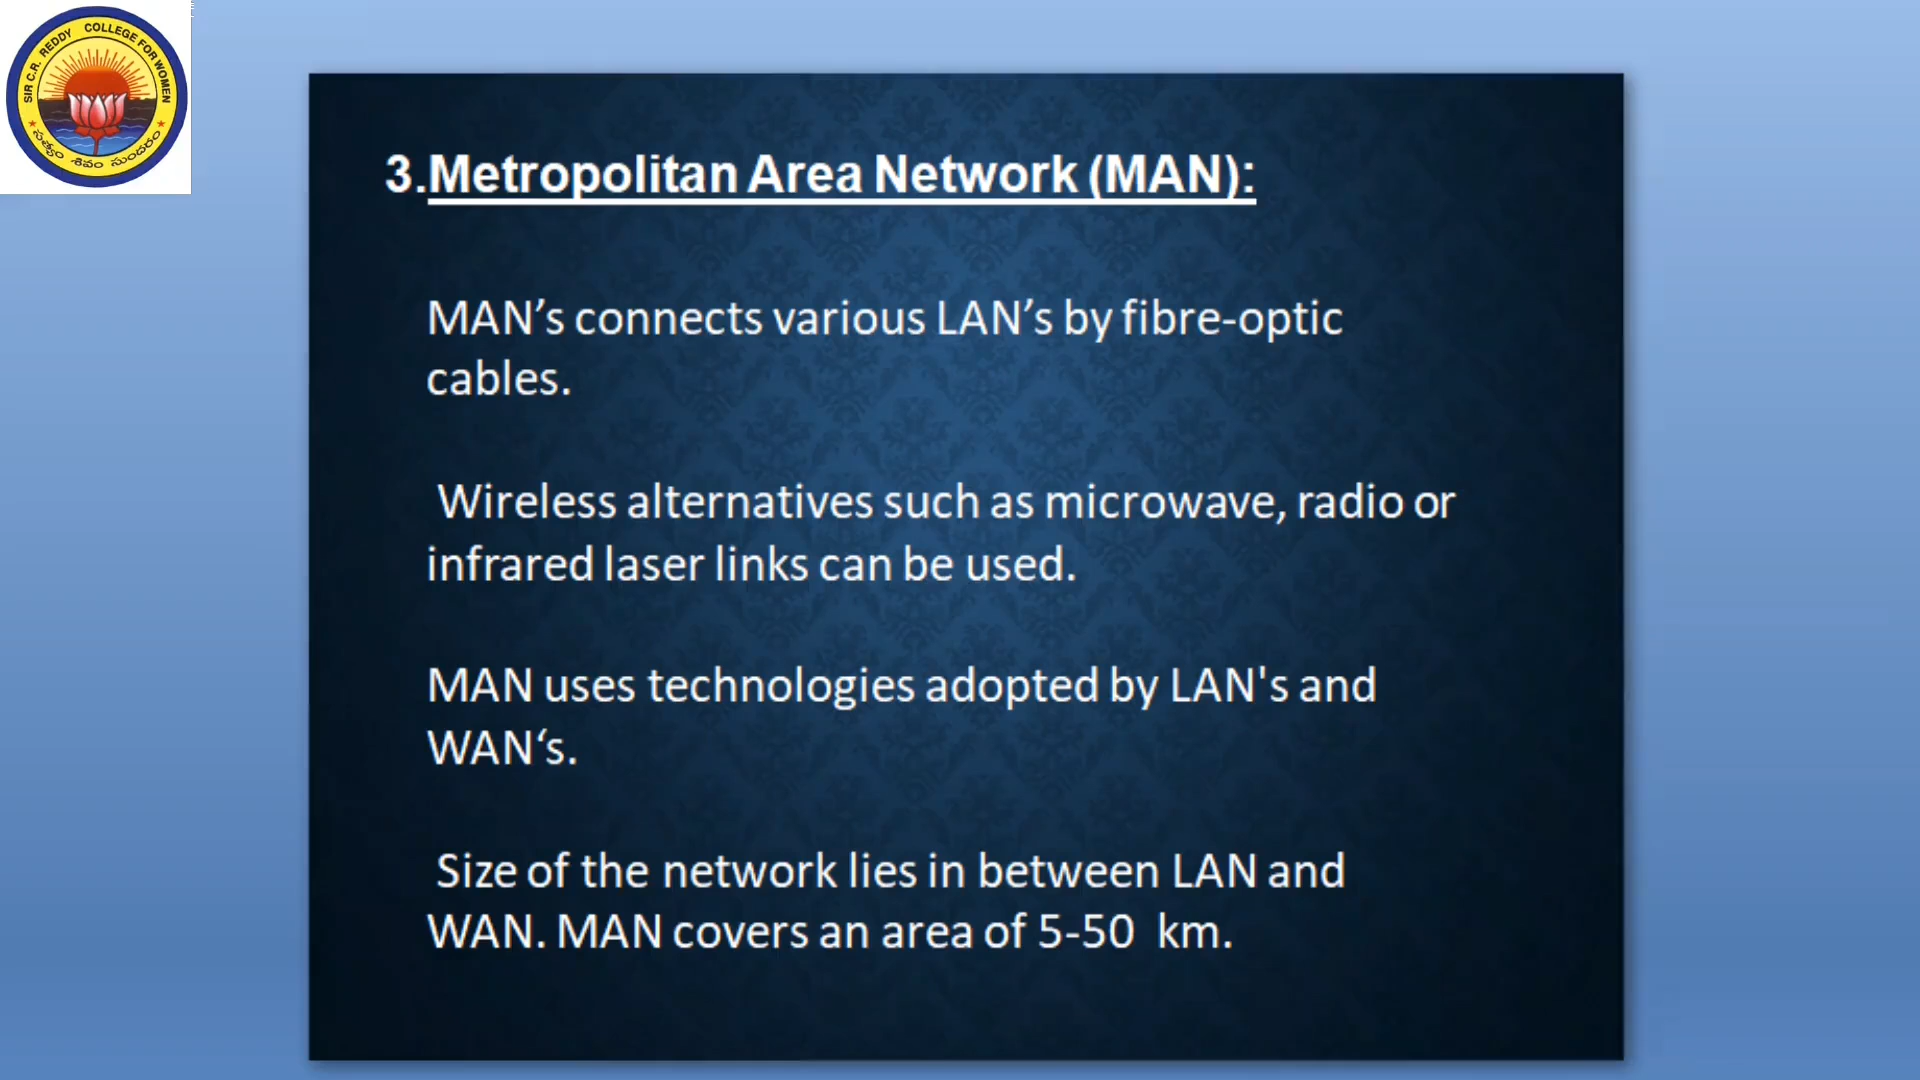 SIR C.R. REDDY COLLEGE FOR WOMEN
సత్యం శివం సుందరం
3.Metropolitan Area Network (MAN):
MAN’s connects various LAN’s by fibre-optic
cables.
Wireless alternatives such as microwave, radio or
infrared laser links can be used.
MAN uses technologies adopted by LAN's and
WAN‘s.
Size of the network lies in between LAN and
WAN. MAN covers an area of 5-50  km.